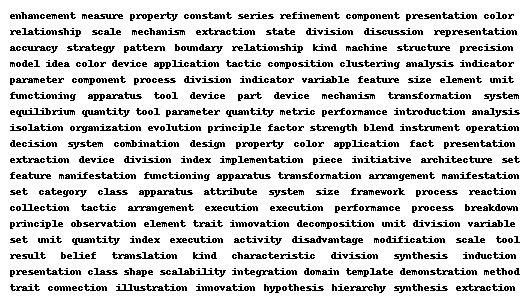 enhancement measure property constant series refinement component presentation color
relationship scale mechanism extraction state division discussion representation
accuracy strategy pattern boundary relationship kind machine structure precision
model idea color device application tactic composition clustering analysis indicator
parameter component process division indicator variable feature size element unit
functioning apparatus tool device part device mechanism transformation system
equilibrium quantity tool parameter quantity metric performance introduction analysis
isolation organization evolution principle factor strength blend instrument operation
decision system combination design property color application fact presentation
extraction device division index implementation piece initiative architecture set
feature manifestation functioning apparatus transformation arrangement manifestation
set category class apparatus attribute system size framework process reaction
collection tactic arrangement execution execution performance process breakdown
principle observation element trait innovation decomposition unit division variable
set unit quantity index execution activity disadvantage modification scale tool
result belief translation kind characteristic division synthesis induction
presentation class shape scalability integration domain template demonstration method
trait connection illustration innovation hypothesis hierarchy synthesis extraction